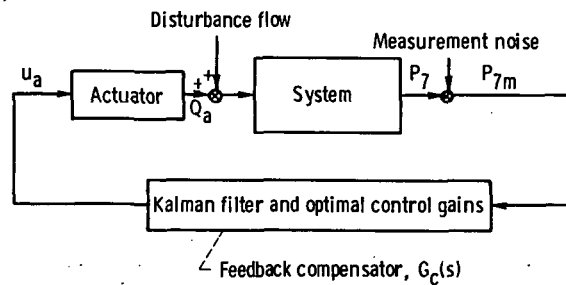 Disturbance flow
Measurement noise
u_a
Actuator
+
+
Q_a
System
P_7
P_7m
Kalman filter and optimal control gains
Feedback compensator, G_c(s)